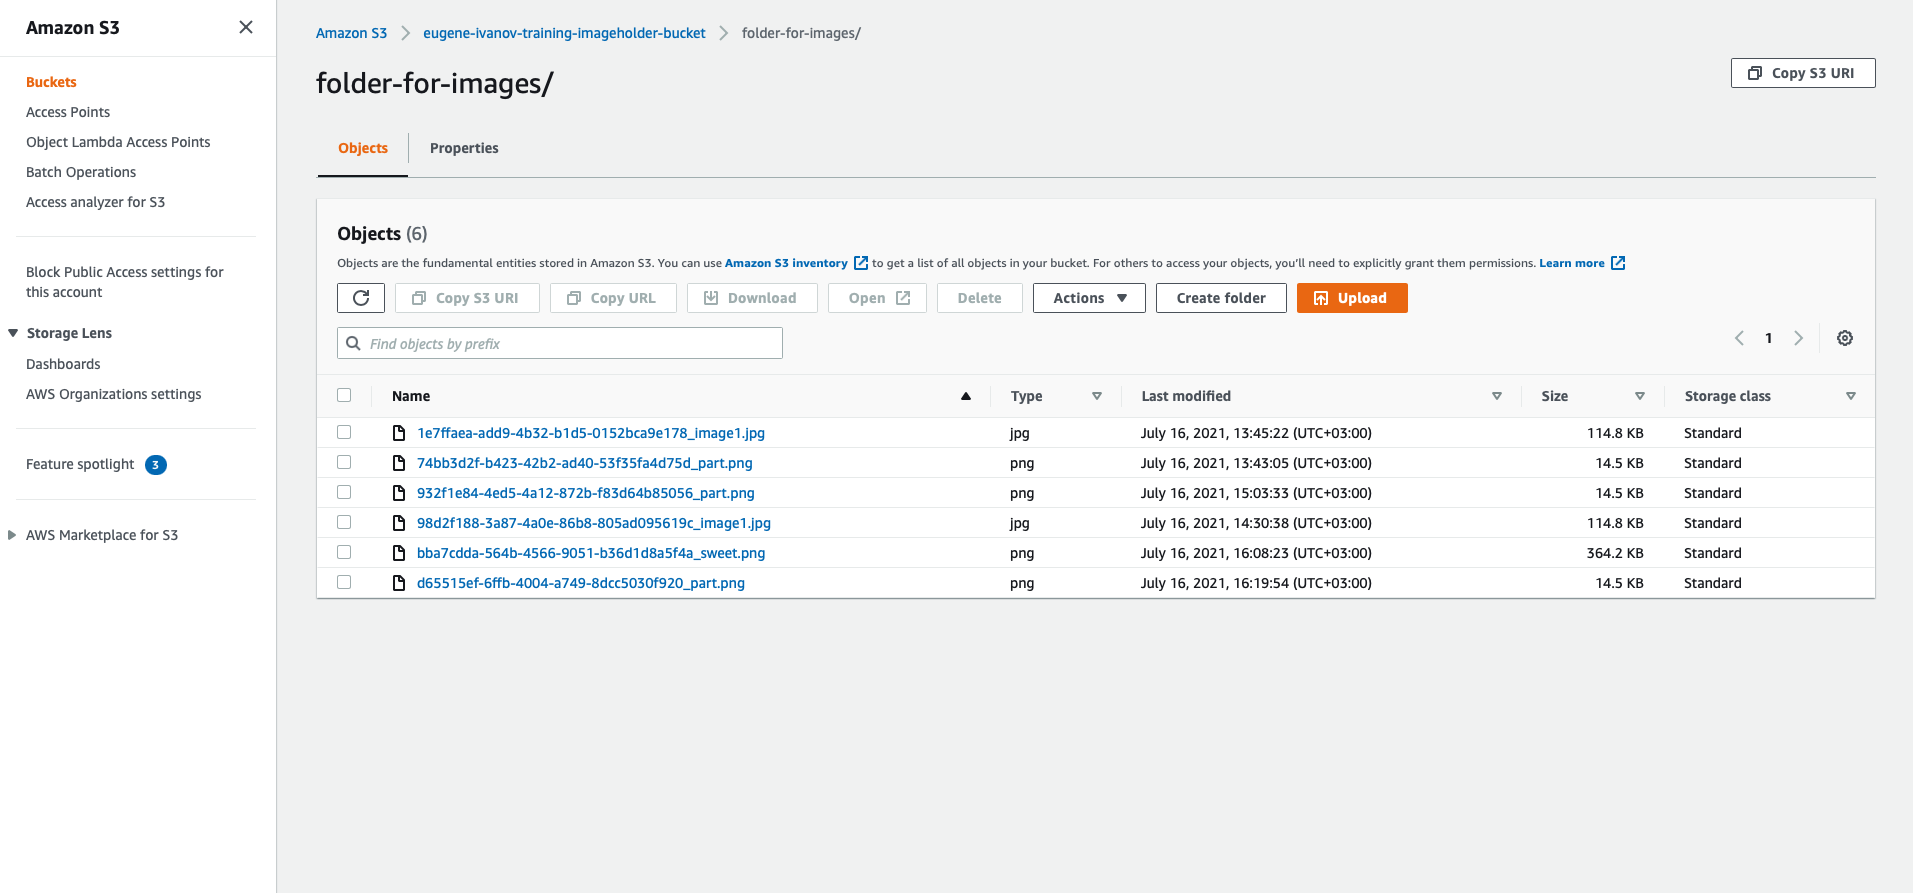 Amazon S3
Buckets
Access Points
Object Lambda Access Points
Batch Operations
Access analyzer for S3
Block Public Access settings for
this account
Storage Lens
Dashboards
AWS Organizations settings
Feature spotlight 3
AWS Marketplace for S3
Amazon S3 eugene-ivanov-training-imageholder-bucket folder-for-images/
folder-for-images/
Copy S3 URI
Objects Properties
Objects (6)
Objects are the fundamental entities stored in Amazon S3. You can use Amazon S3 inventory to get a list of all objects in your bucket. For others to access your objects, you'll need to explicitly grant them permissions. Learn more
Copy S3 URI Copy URL Download Open Delete Actions Create folder Upload
Find objects by prefix
1
Name Type Last modified Size Storage class
1e7ffaea-add9-4b32-b1d5-0152bca9e178_image1.jpg jpg July 16, 2021, 13:45:22 (UTC+03:00) 114.8 KB Standard
74bb3d2f-b423-42b2-ad40-53f35fa4d75d_part.png png July 16, 2021, 13:43:05 (UTC+03:00) 14.5 KB Standard
932f1e84-4ed5-4a12-872b-f83d64b85056_part.png png July 16, 2021, 15:03:33 (UTC+03:00) 14.5 KB Standard
98d2f188-3a87-4a0e-86b8-805ad095619c_image1.jpg jpg July 16, 2021, 14:30:38 (UTC+03:00) 114.8 KB Standard
bba7cdda-564b-4566-9051-b36d1d8a5f4a_sweet.png png July 16, 2021, 16:08:23 (UTC+03:00) 364.2 KB Standard
d65515ef-6ffb-4004-a749-8dcc5030f920_part.png png July 16, 2021, 16:19:54 (UTC+03:00) 14.5 KB Standard